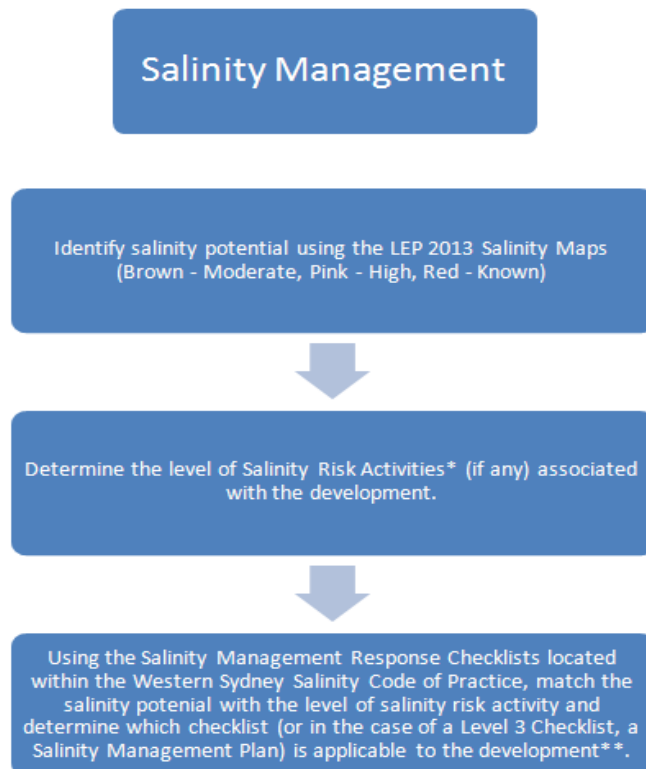 Salinity Management
Identify salinity potential using the LEP 2013 Salinity Maps
(Brown - Moderate, Pink - High, Red - Known)
Determine the level of Salinity Risk Activities* (if any) associated
with the development.
Using the Salinity Management Response Checklists located
within the Western Sydney Salinity Code of Practice, match the
salinity potenial with the level of salinity risk activity and
determine which checklist (or in the case of a Level 3 Checklist, a
Salinity Management Plan) is applicable to the development**.